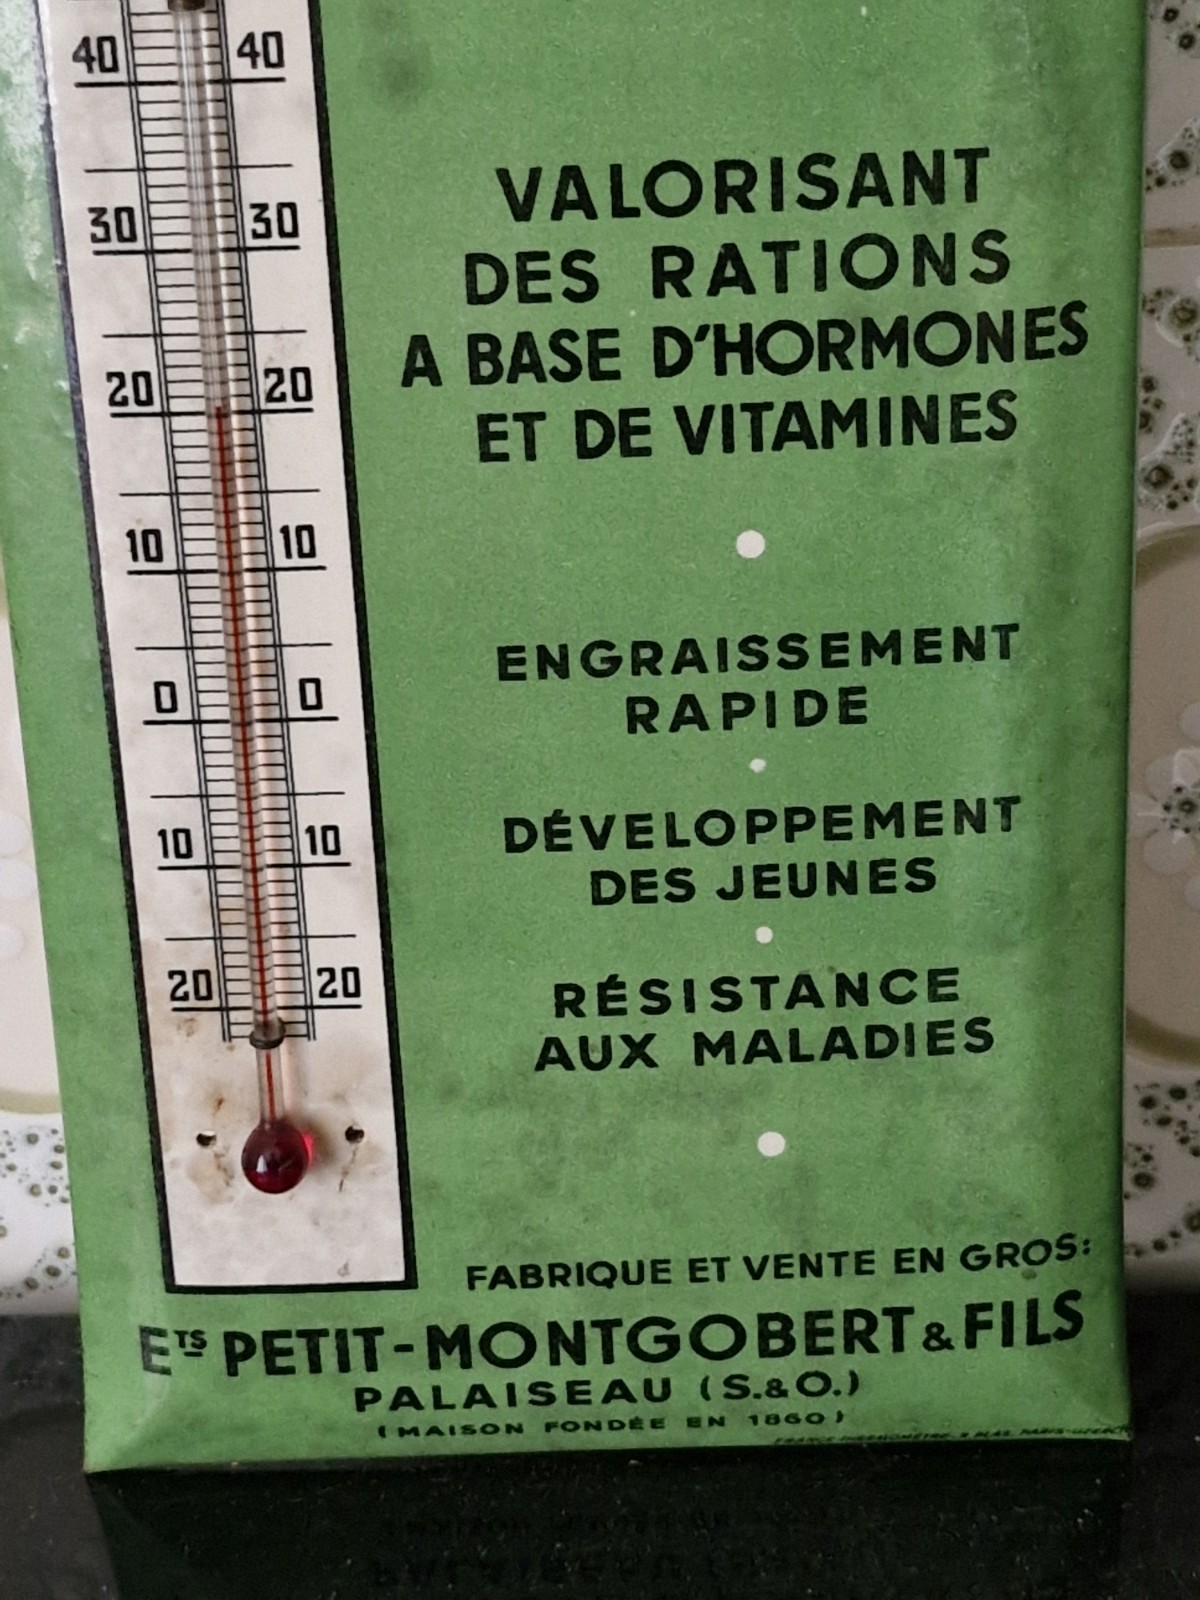 40 40
30 30
20 20
10 10
0 0
10 10
20 20
VALORISANT
DES RATIONS
A BASE D'HORMONES
ET DE VITAMINES
ENGRAISSEMENT
RAPIDE
DÉVELOPPEMENT
DES JEUNES
RÉSISTANCE
AUX MALADIES
FABRIQUE ET VENTE EN GROS:
ETS PETIT-MONTGOBERT & FILS
PALAISEAU (S.&O.)
(MAISON FONDÉE EN 1860)